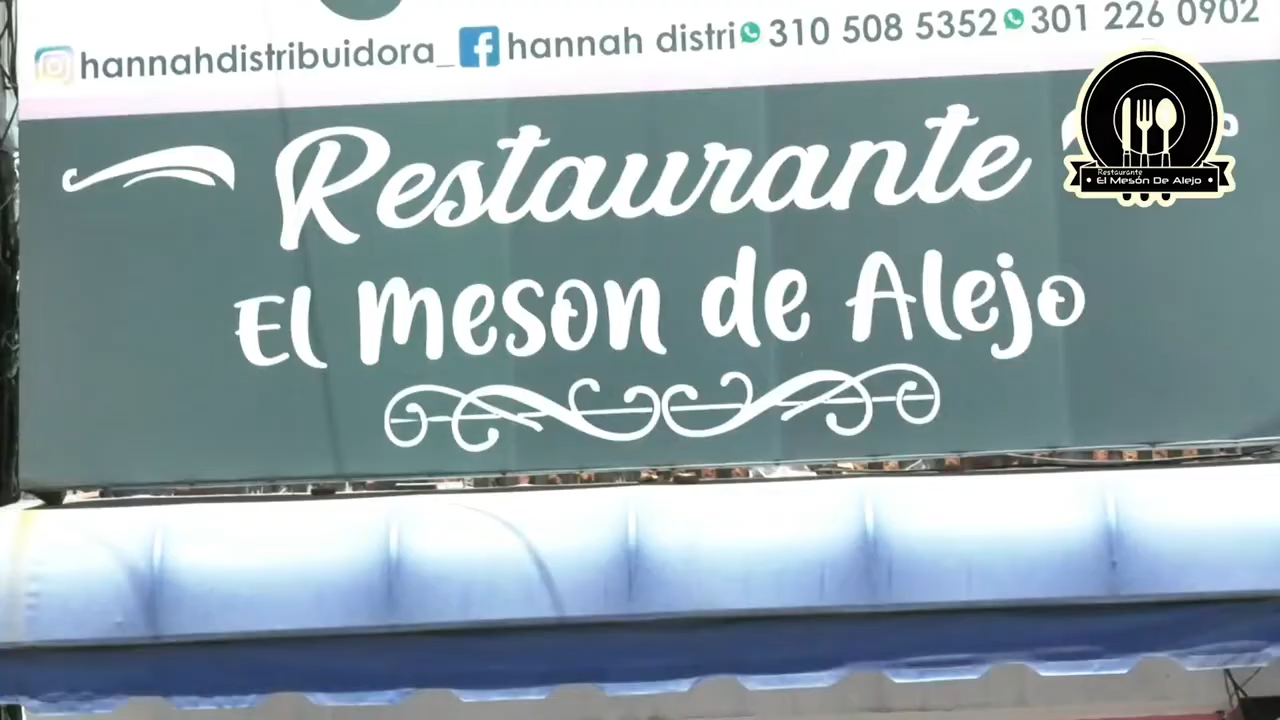 hannahdistribuidora_ hannah distri 310 508 5352 301 226 0902
Restaurante
El meson de Alejo
Restaurante
El Mesón De Alejo